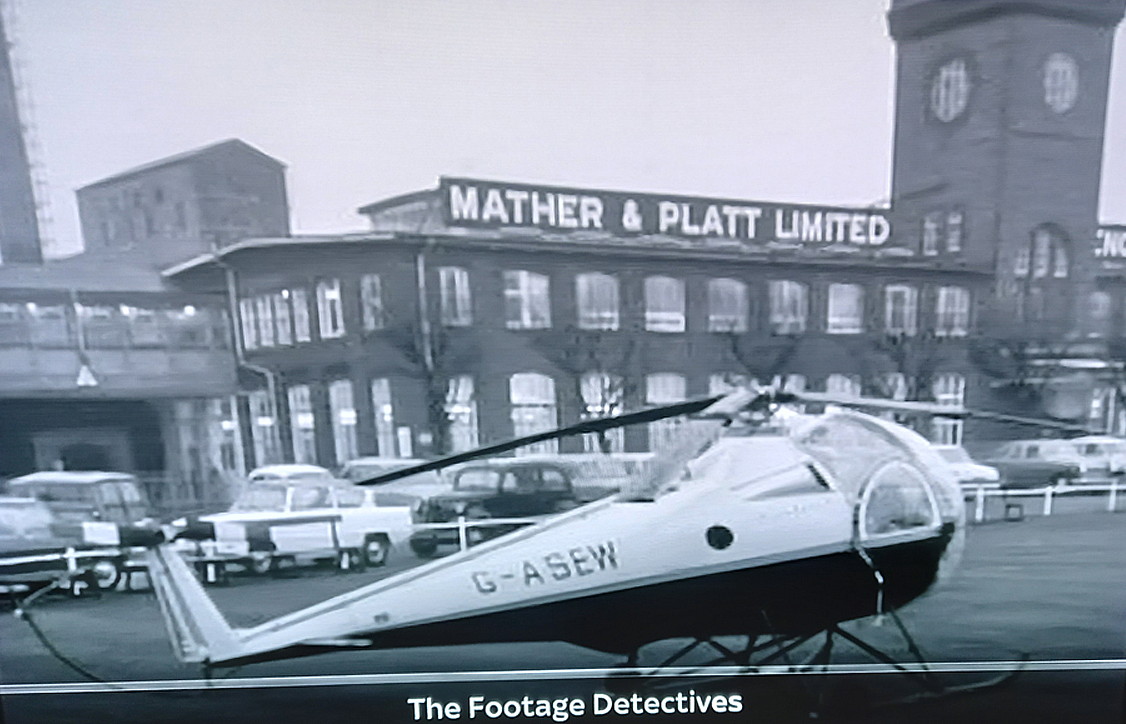 MATHER & PLATT LIMITED
G-ASEW
The Footage Detectives